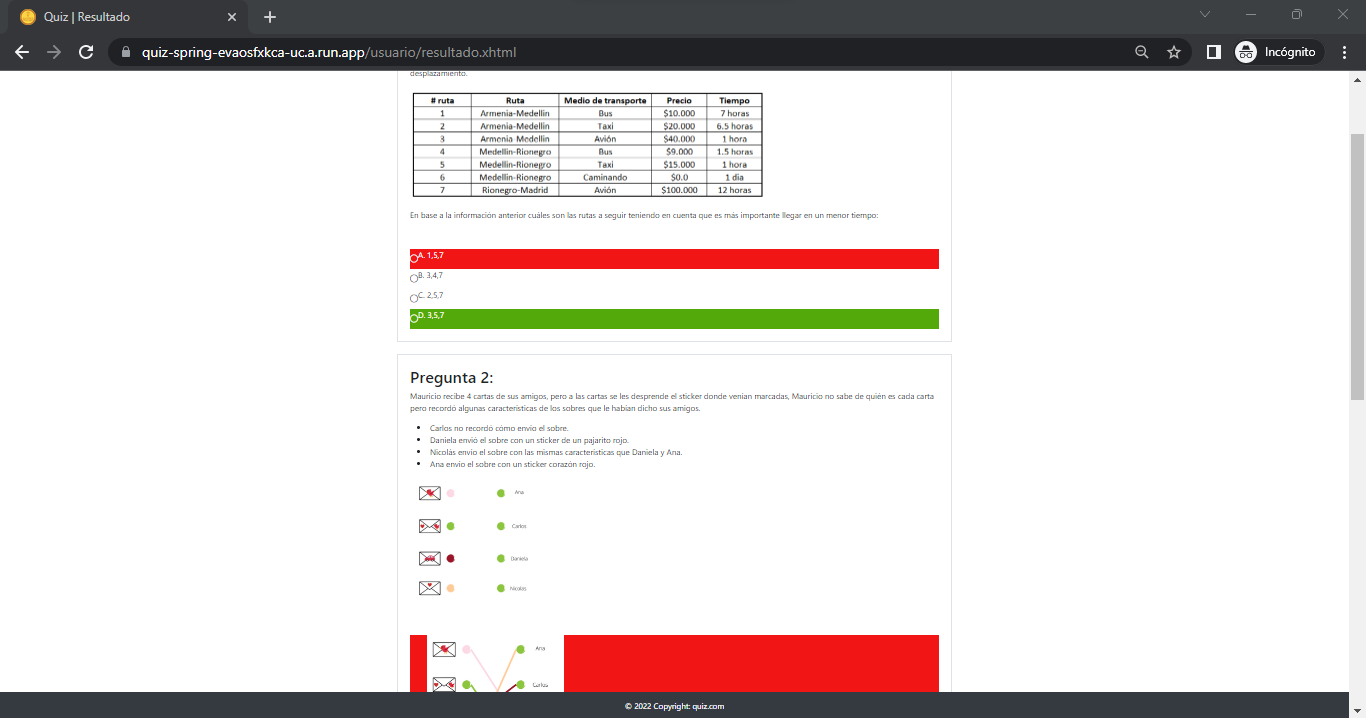 Quiz | Resultado
quiz-spring-evaosfxkca-uc.a.run.app/usuario/resultado.xhtml
Incógnito
desplazamiento.
# ruta Ruta Medio de transporte Precio Tiempo
1 Armenia-Medellin Bus $10.000 7 horas
2 Armenia-Medellin Taxi $20.000 6.5 horas
3 Armenia Medellin Avión $40.000 1 hora
4 Medellin-Rionegro Bus $9.000 1.5 horas
5 Medellin-Rionegro Taxi $15.000 1 hora
6 Medellin-Rionegro Caminando $0.0 1 dia
7 Rionegro-Madrid Avión $100.000 12 horas
En base a la información anterior cuáles son las rutas a seguir teniendo en cuenta que es más importante llegar en un menor tiempo:
A. 1,5,7
B. 3,4,7
C. 2,5,7
D. 3,5,7
Pregunta 2:
Mauricio recibe 4 cartas de sus amigos, pero a las cartas se les desprende el sticker donde venían marcadas, Mauricio no sabe de quién es cada carta
pero recordó algunas características de los sobres que le habían dicho sus amigos.
Carlos no recordó cómo envío el sobre.
Daniela envió el sobre con un sticker de un pajarito rojo.
Nicolás envío el sobre con las mismas características que Daniela y Ana.
Ana envío el sobre con un sticker corazón rojo.
Ana
Carlos
Daniela
Nicolas
Ana
Carlos
© 2022 Copyright: quiz.com